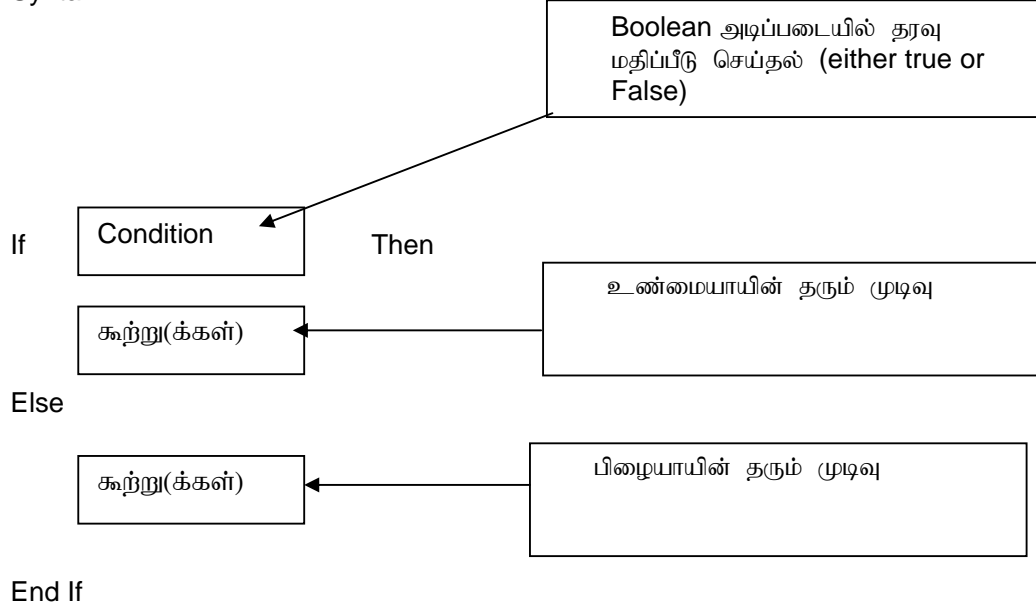 Boolean அடிப்படையில் தரவு
மதிப்பீடு செய்தல் (either true or
False)
If
Condition
Then
உண்மையாயின் தரும் முடிவு
கூற்று(க்கள்)
Else
பிழையாயின் தரும் முடிவு
கூற்று(க்கள்)
End If